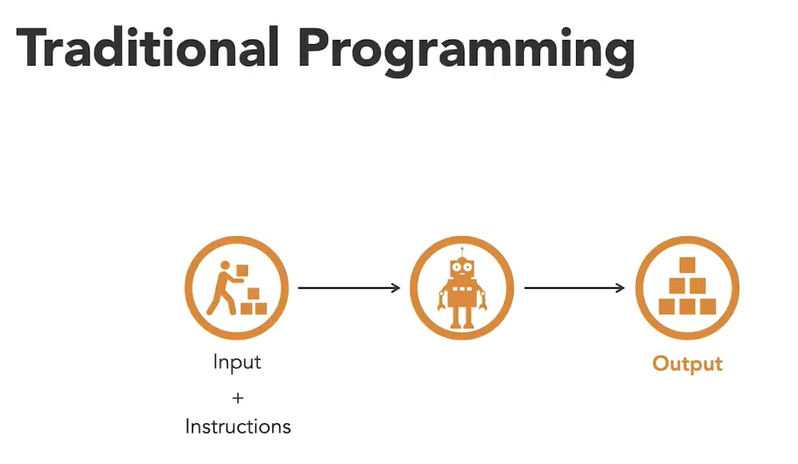 Traditional Programming
Input
+
Instructions
Output